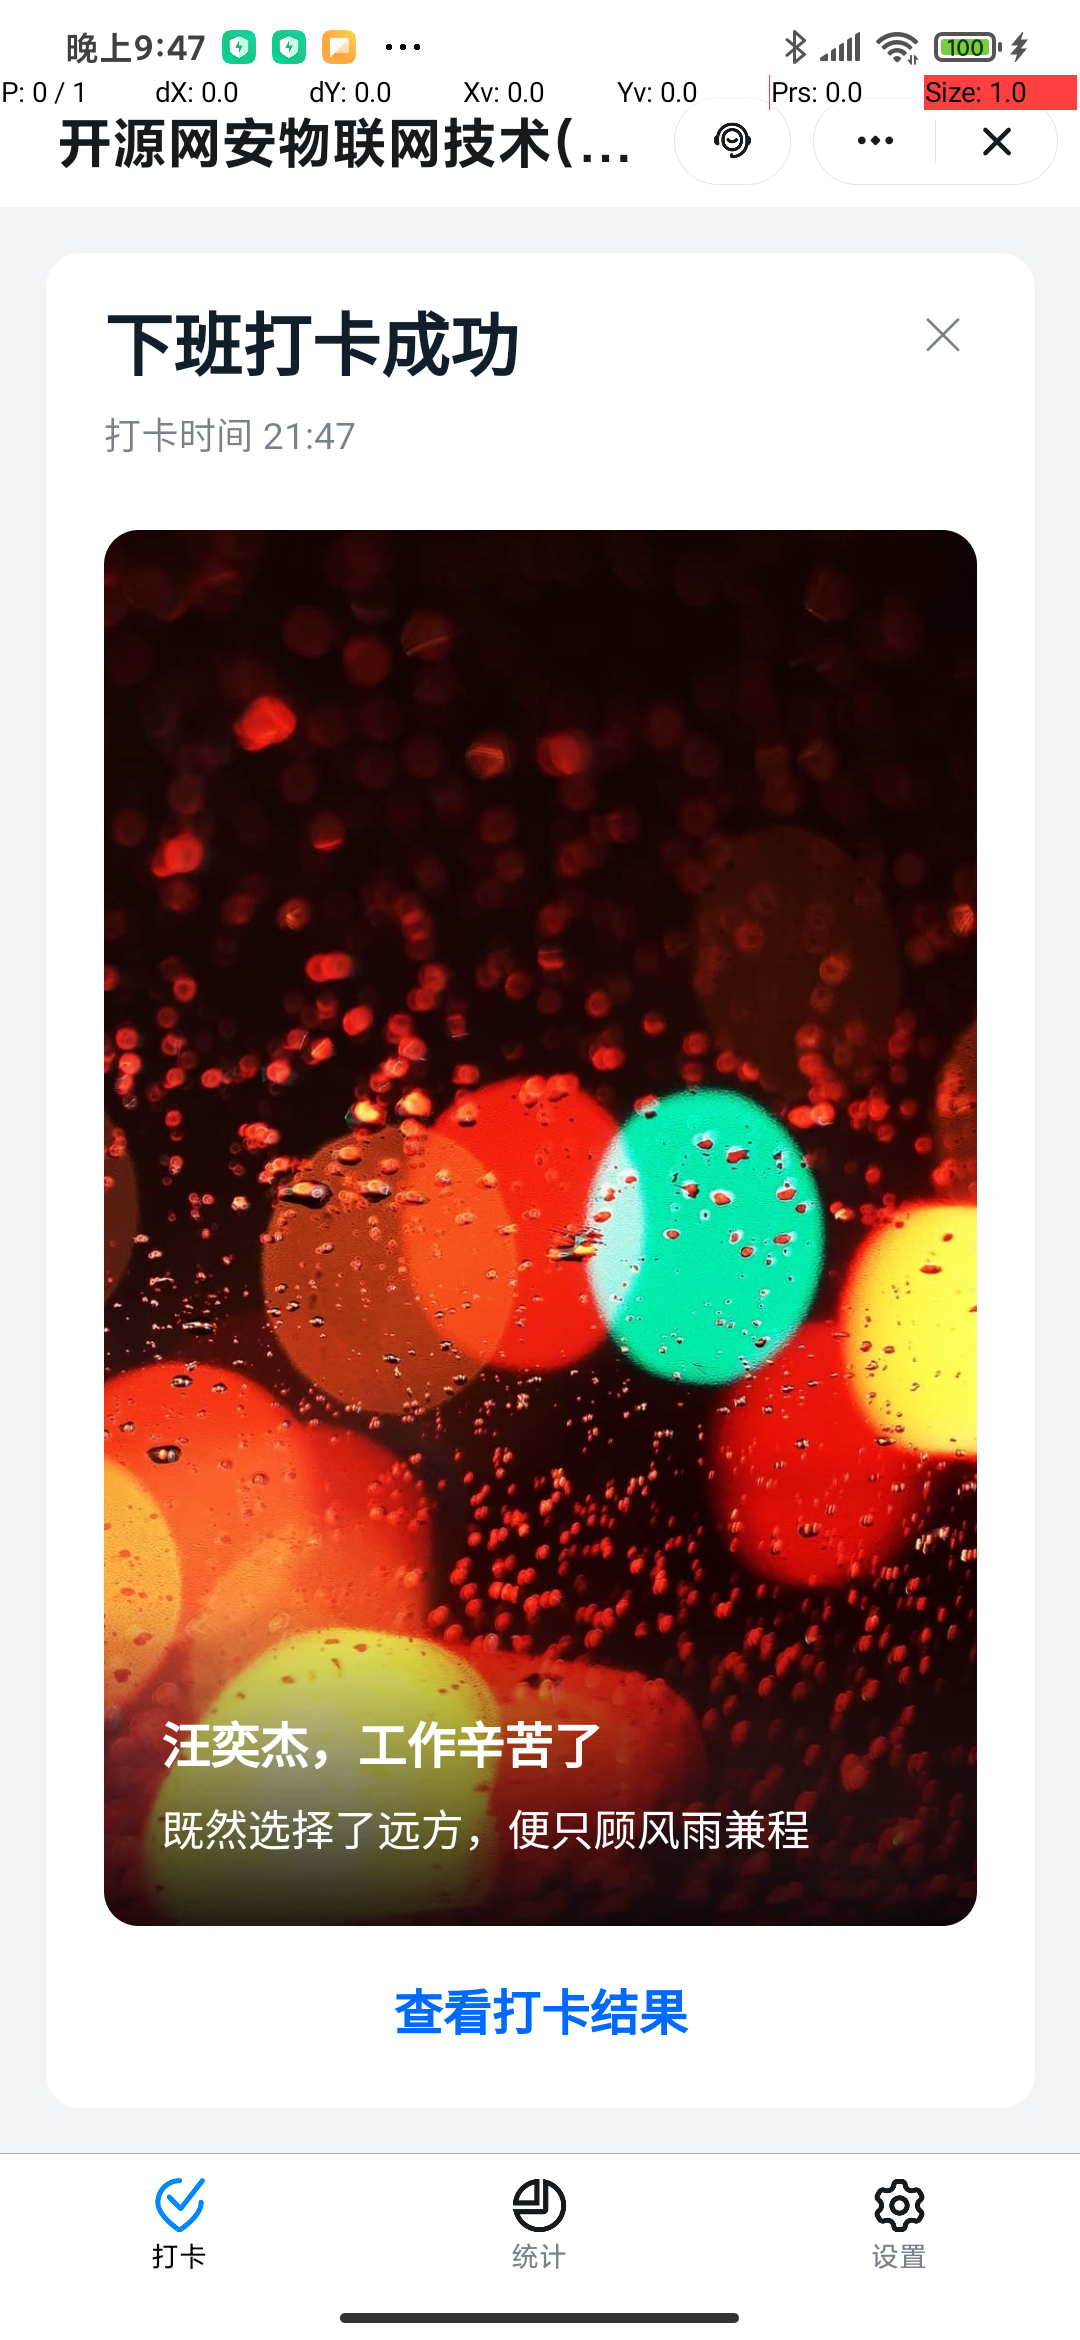 晚上9:47
100
P: 0 / 1 dX: 0.0 dY: 0.0 Xv: 0.0 Yv: 0.0 Prs: 0.0 Size: 1.0
开源网安物联网技术(...
下班打卡成功
打卡时间 21:47
汪奕杰，工作辛苦了
既然选择了远方，便只顾风雨兼程
查看打卡结果
打卡 统计 设置